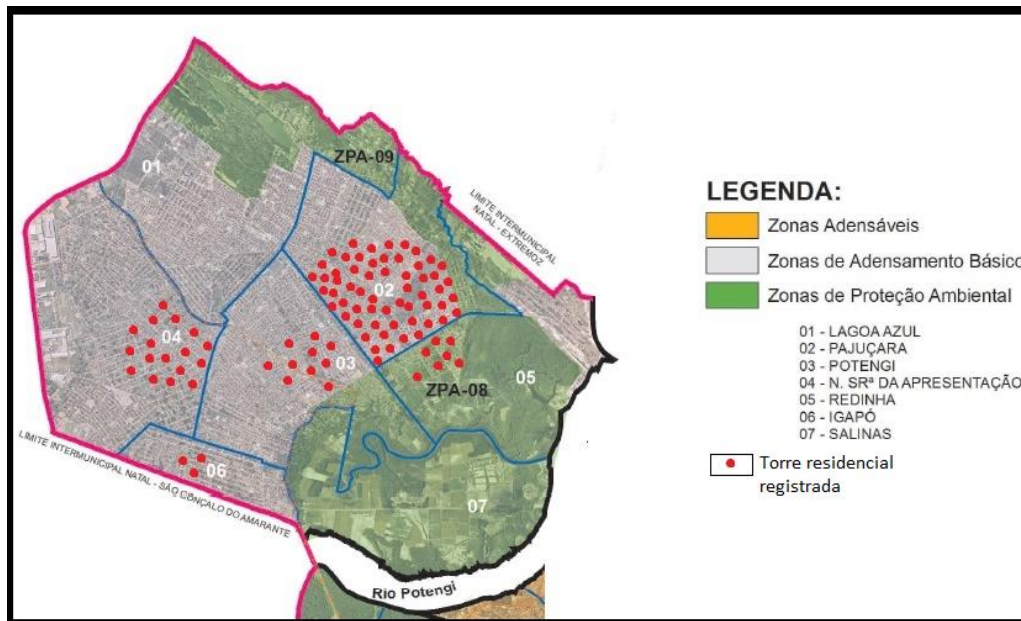 01
ZPA-09
LIMITE INTERMUNICIPAL
NATAL - EXTREMOZ
02
04
03
05
ZPA-08
06
07
LIMITE INTERMUNICIPAL NATAL - SÃO GONÇALO DO AMARANTE
Rio Potengi
LEGENDA:
Zonas Adensáveis
Zonas de Adensamento Básico
Zonas de Proteção Ambiental
01 - LAGOA AZUL
02 - PAJUÇARA
03 - POTENGI
04 - N. SRª DA APRESENTAÇÃO
05 - REDINHA
06 - IGAPÓ
07 - SALINAS
Torre residencial
registrada